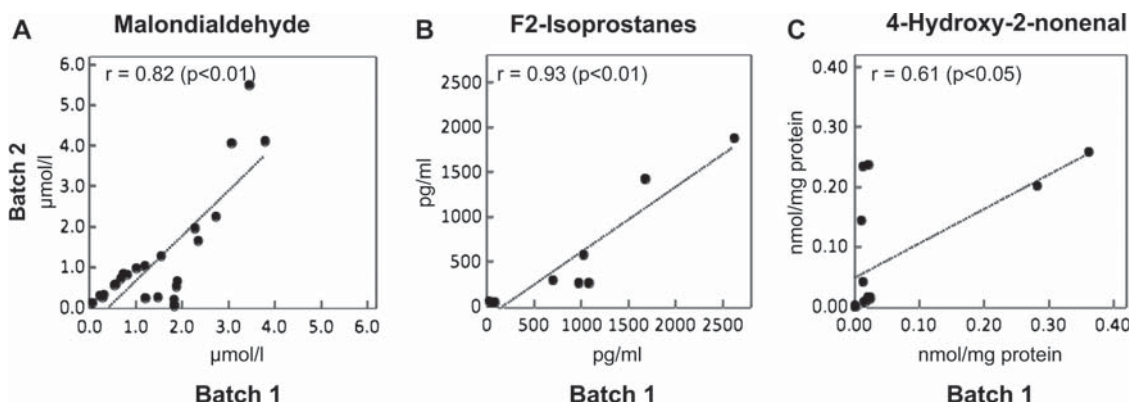 A Malondialdehyde
r = 0.82 (p<0.01)
Batch 2
µmol/l
6.0
5.0
4.0
3.0
2.0
1.0
0.0
0.0 1.0 2.0 3.0 4.0 5.0 6.0
µmol/l
Batch 1
B F2-Isoprostanes
r = 0.93 (p<0.01)
pg/ml
2500
2000
1500
1000
500
0
0 500 1000 1500 2000 2500
pg/ml
Batch 1
C 4-Hydroxy-2-nonenal
r = 0.61 (p<0.05)
nmol/mg protein
0.40
0.30
0.20
0.10
0.00
0.00 0.10 0.20 0.30 0.40
nmol/mg protein
Batch 1